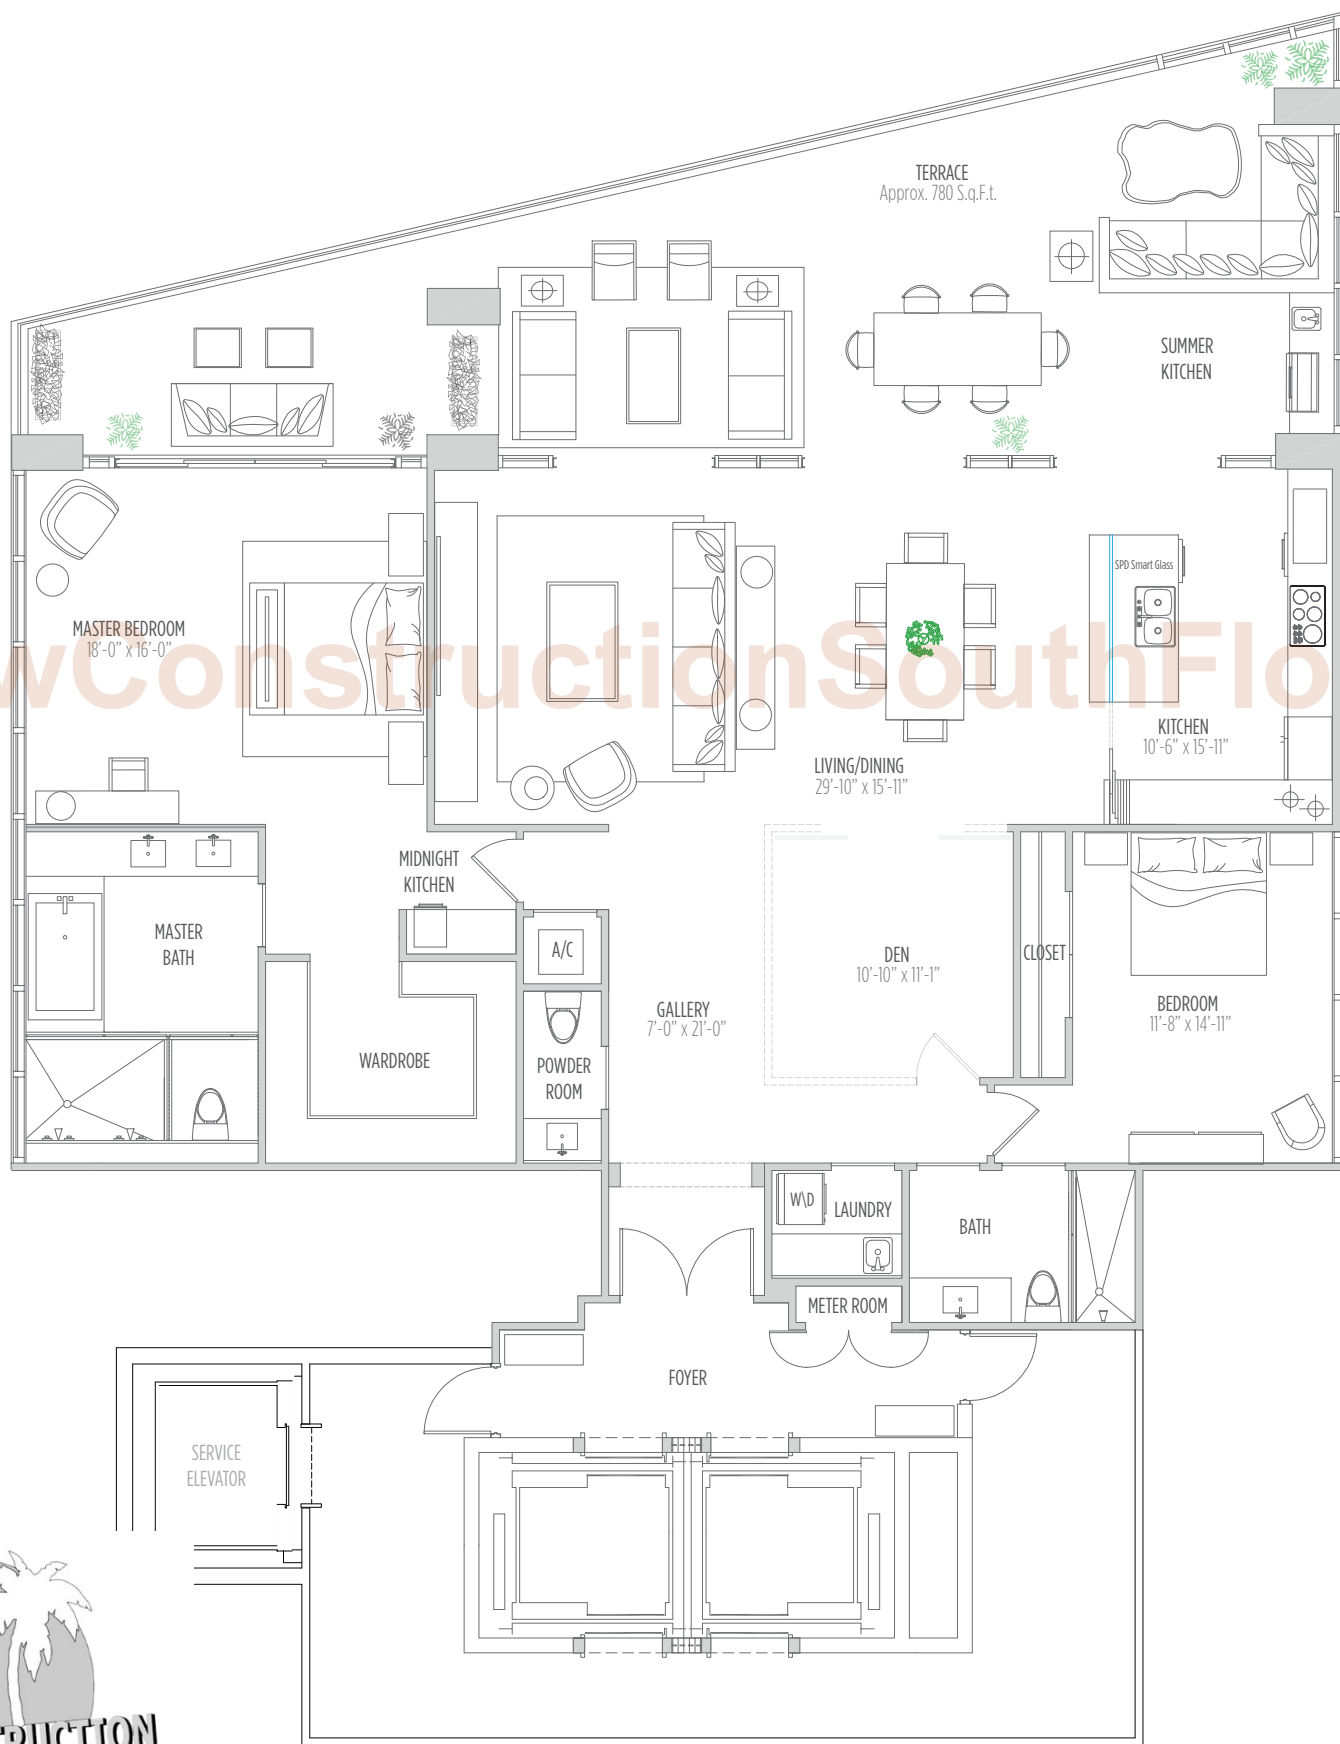 TERRACE
Approx. 780 S.q.F.t.
SUMMER
KITCHEN
SPD Smart Glass
MASTER BEDROOM
18'-0" x 16'-0"
wConstructionSouthFlo
KITCHEN
10'-6" x 15'-11"
LIVING/DINING
29'-10" x 15'-11"
MIDNIGHT
KITCHEN
MASTER
BATH
A/C
DEN
10'-10" x 11'-1"
CLOSET
GALLERY
7'-0" x 21'-0"
BEDROOM
11'-8" x 14'-11"
WARDROBE
POWDER
ROOM
W\D
LAUNDRY
BATH
METER ROOM
FOYER
SERVICE
ELEVATOR
TRUCTION